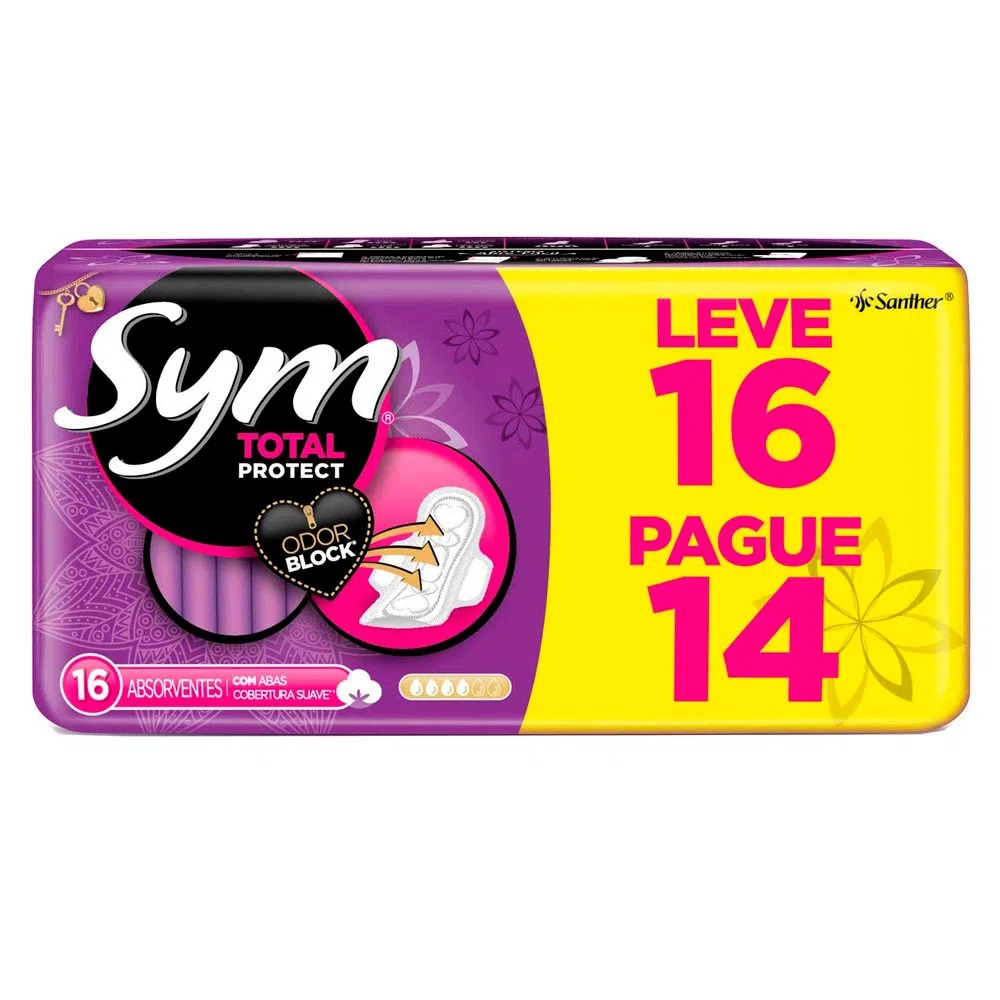 Sym®
TOTAL
PROTECT
ODOR
BLOCK*
16 ABSORVENTES
COM ABAS
COBERTURA SUAVE**
LEVE
16
PAGUE
14
Santher®